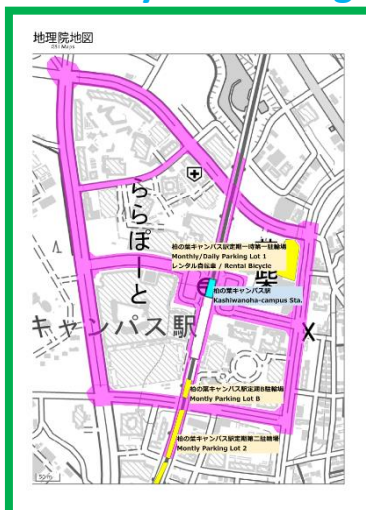 地理院地図
GSI Maps
ららぽーと
柏の葉キャンパス駅定期一時第一駐輪場
Monthly/Daily Parking Lot 1
レンタル自転車 / Rental Bicycle
柏の葉キャンパス駅
Kashiwanoha-campus Sta.
キャンパス駅
柏の葉キャンパス駅定期B駐輪場
Montly Parking Lot B
柏の葉キャンパス駅定期第二駐輪場
Montly Parking Lot 2
50 m